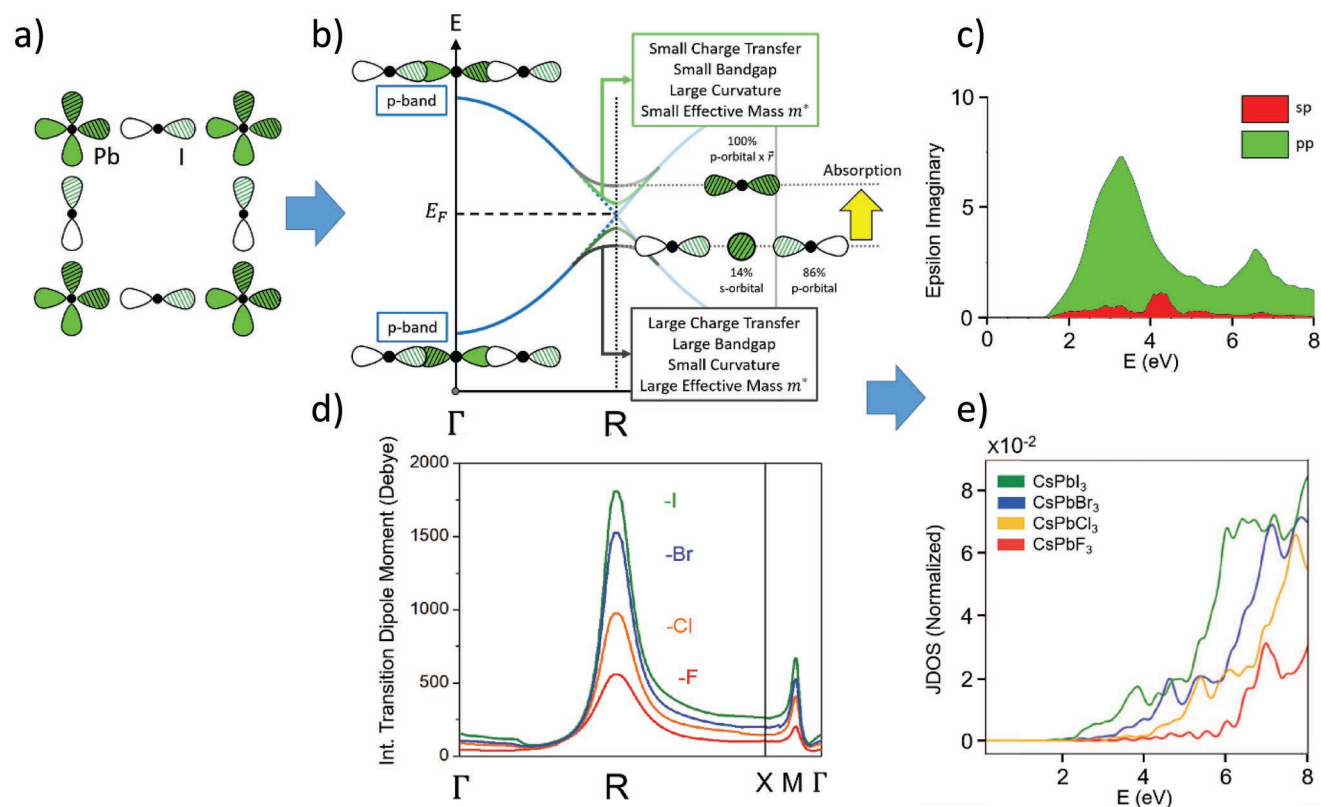 a)
Pb
I
b)
E
p-band
E_F
p-band
Small Charge Transfer
Small Bandgap
Large Curvature
Small Effective Mass m*
100%
p-orbital x r⃗
Absorption
14%
s-orbital
86%
p-orbital
Large Charge Transfer
Large Bandgap
Small Curvature
Large Effective Mass m*
Γ
R
c)
Epsilon Imaginary
10
5
0
0 2 4 6 8
E (eV)
sp
pp
d)
Int. Transition Dipole Moment (Debye)
2000
1500
1000
500
0
-I
-Br
-Cl
-F
Γ R X M Γ
e)
x10⁻²
JDOS (Normalized)
8
6
4
2
0
CsPbI₃
CsPbBr₃
CsPbCl₃
CsPbF₃
2 4 6 8
E (eV)